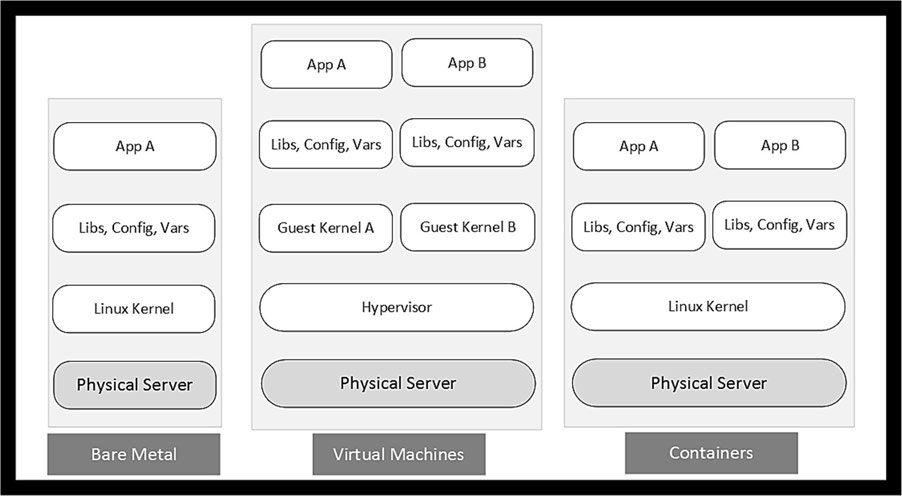 App A
Libs, Config, Vars
Linux Kernel
Physical Server
Bare Metal
App A
App B
Libs, Config, Vars
Libs, Config, Vars
Guest Kernel A
Guest Kernel B
Hypervisor
Physical Server
Virtual Machines
App A
App B
Libs, Config, Vars
Libs, Config, Vars
Linux Kernel
Physical Server
Containers